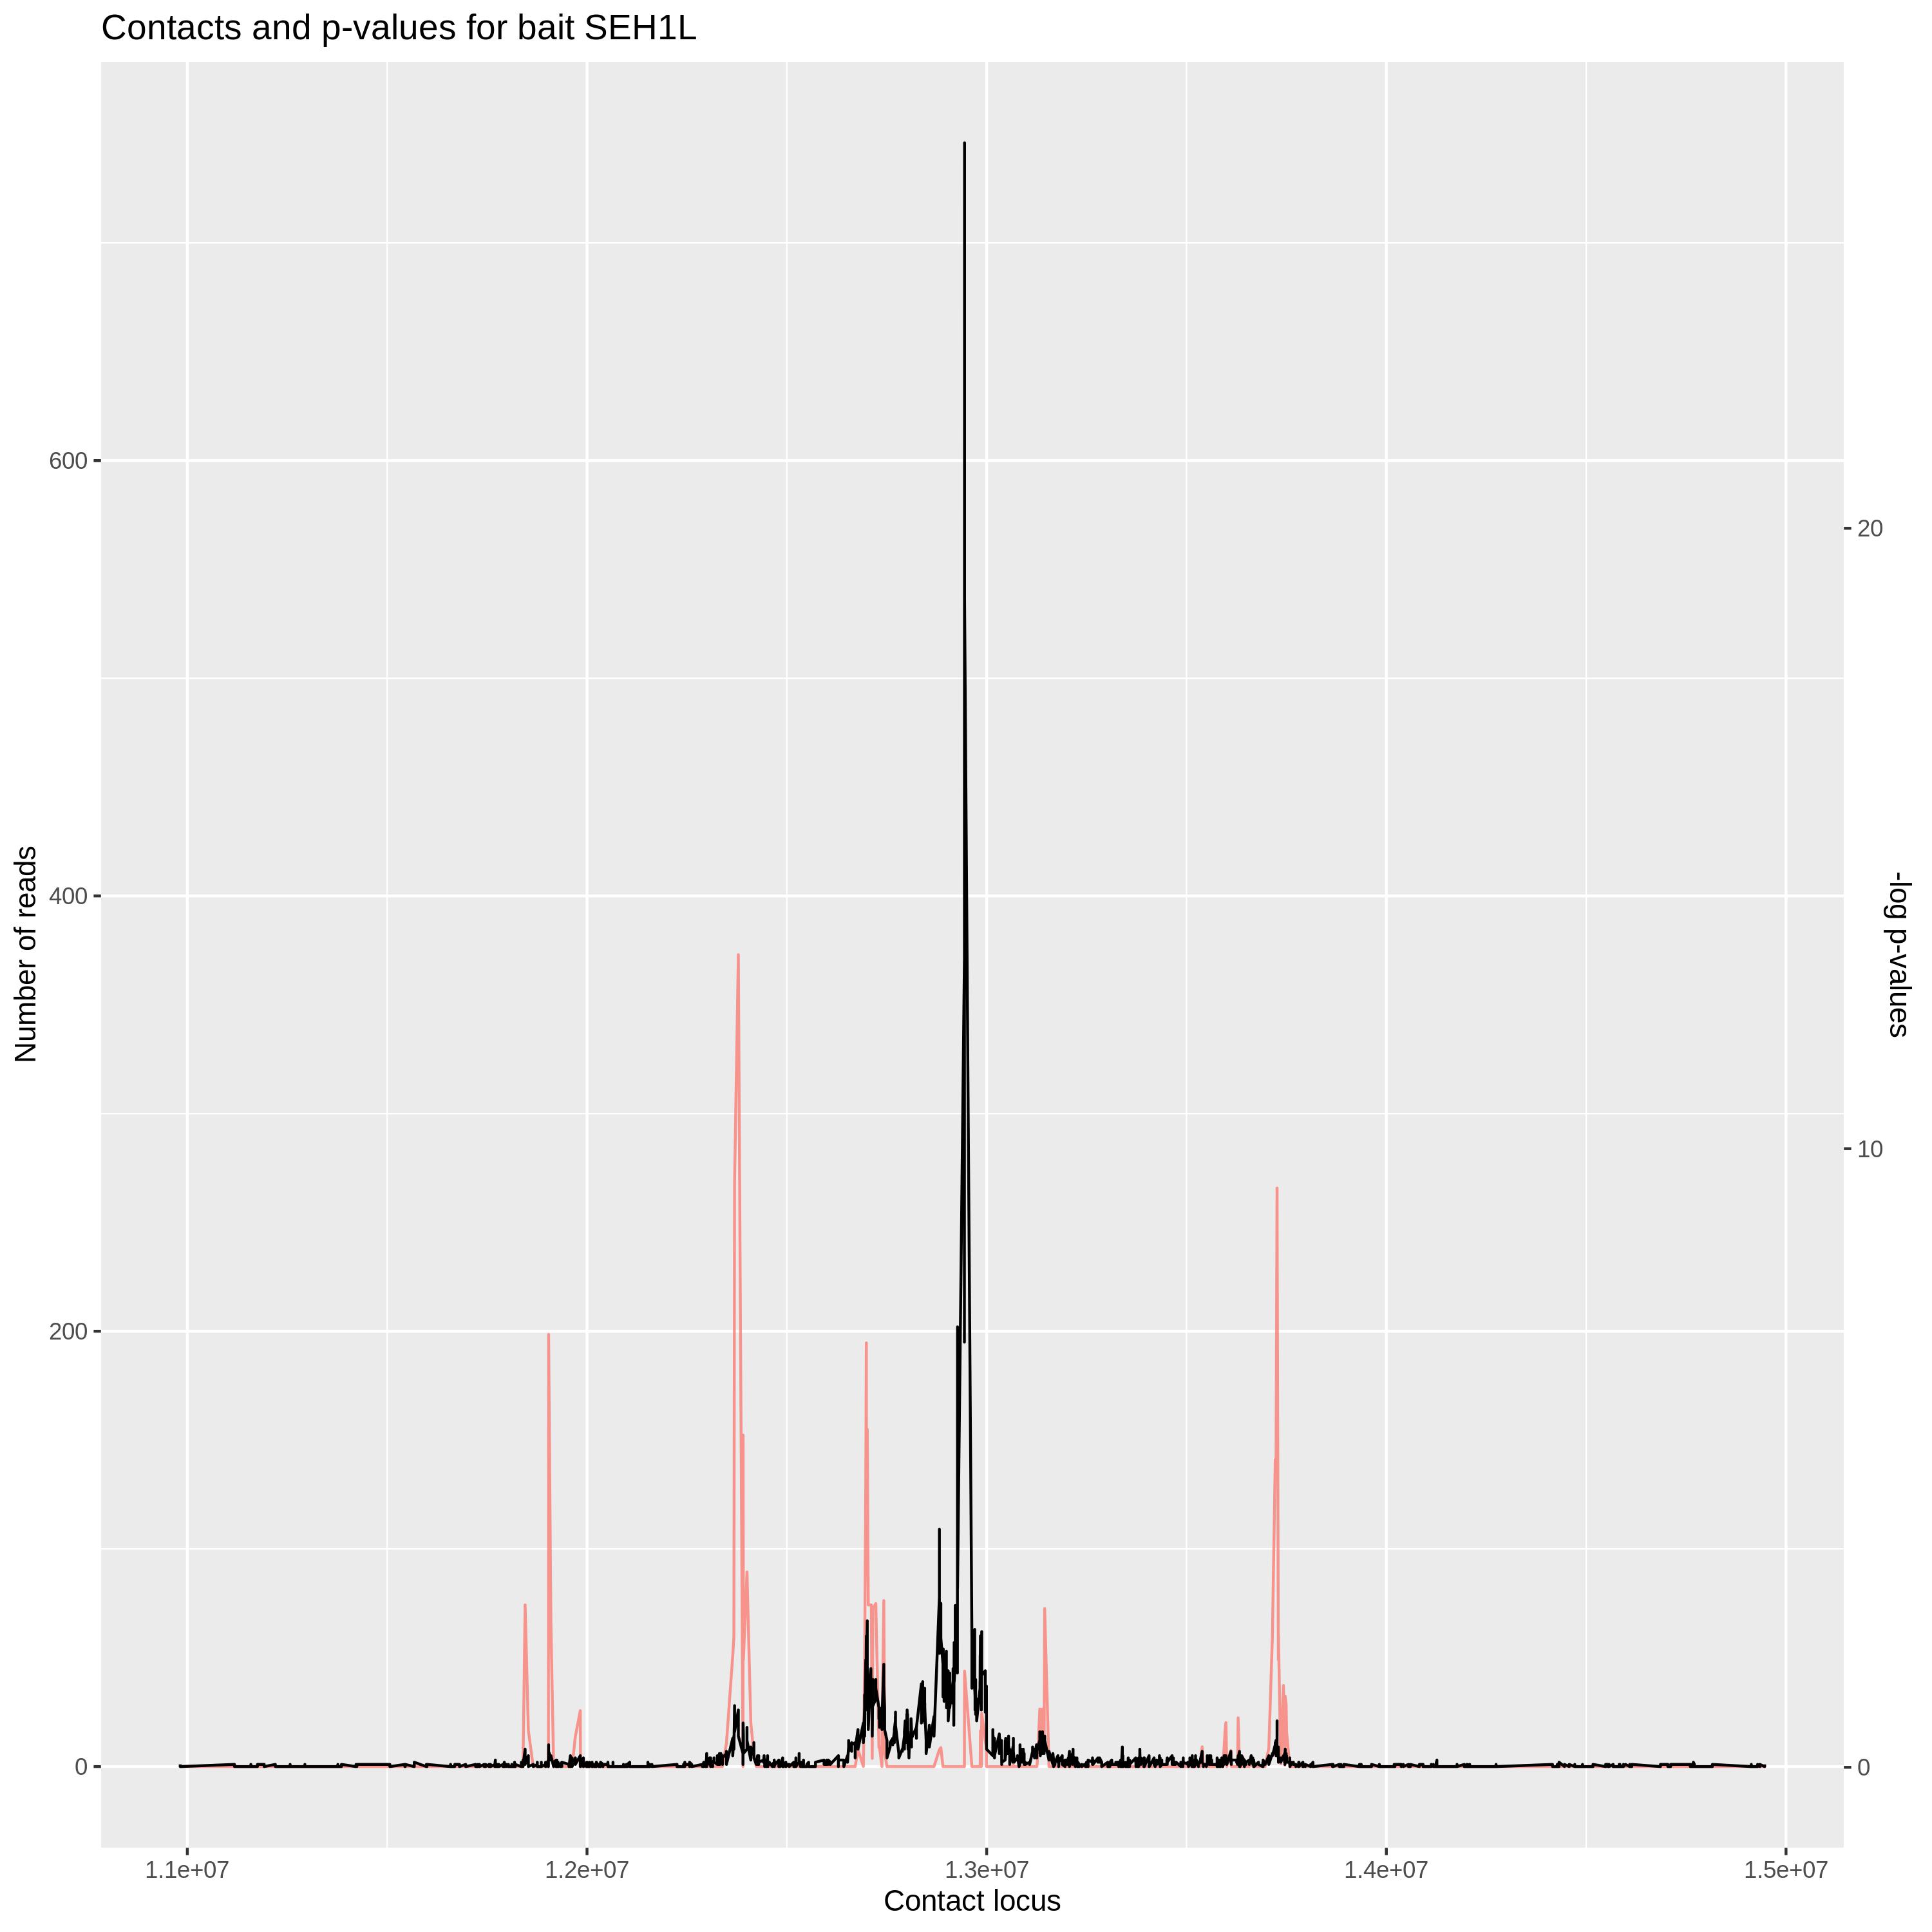 Contacts and p-values for bait SEH1L
600
400
200
0
20
10
0
Number of reads
-log p-values
1.1e+07
1.2e+07
1.3e+07
1.4e+07
1.5e+07
Contact locus